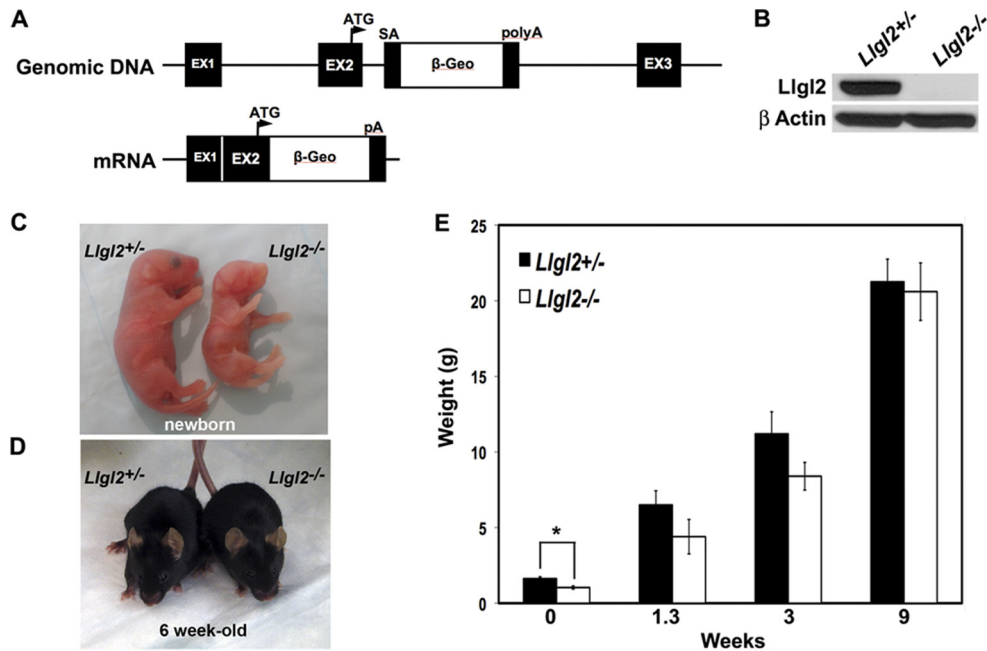 A
ATG
SA
polyA
Genomic DNA
EX1
EX2
β-Geo
EX3
ATG
pA
mRNA
EX1
EX2
β-Geo
B
Llgl2+/-
Llgl2-/-
Llgl2
β Actin
C
Llgl2+/-
Llgl2-/-
newborn
D
Llgl2+/-
Llgl2-/-
6 week-old
E
25
20
15
10
5
0
Weight (g)
Llgl2+/-
Llgl2-/-
*
0
1.3
3
9
Weeks